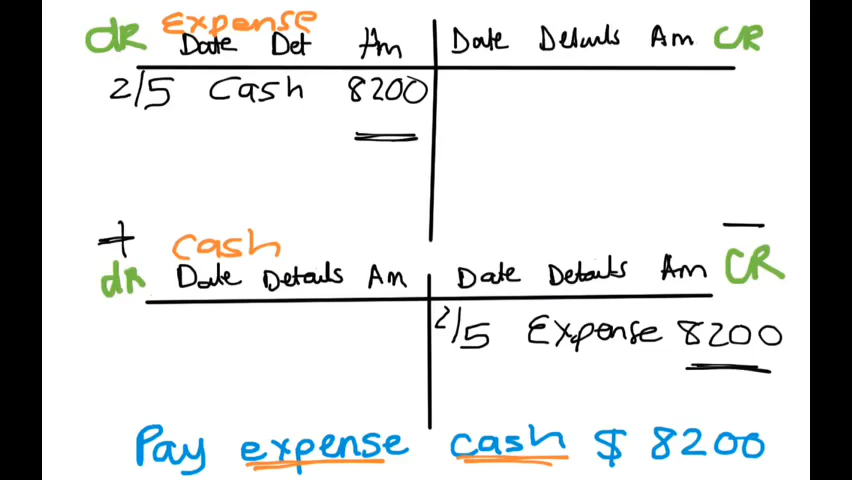 Expense
dR Date Det Am Date Details Am CR
2/5 Cash 8200
+ cash −
dR Date Details Am Date Details Am CR
2/5 Expense 8200
Pay expense cash $ 8200